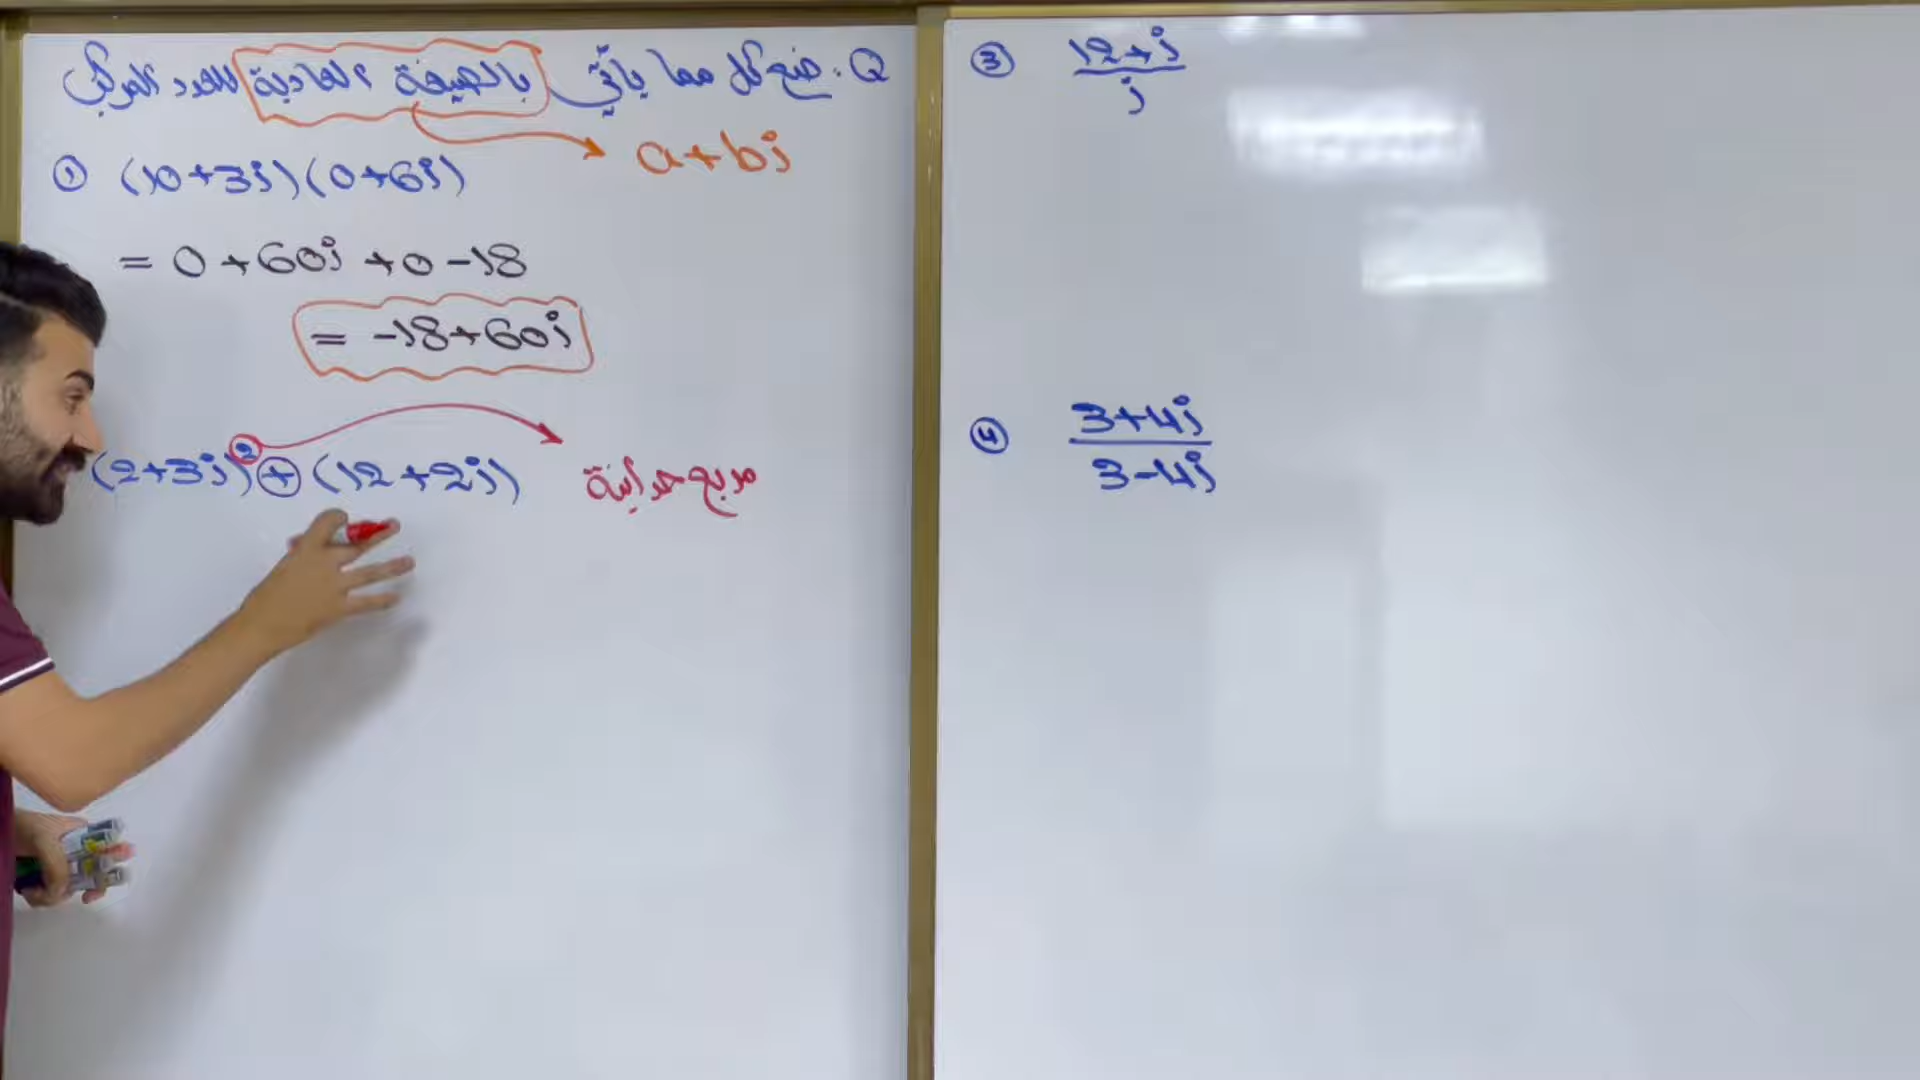 Q. ضع كل مما يأتي بالصيغة العادية للعدد المركب
a+bi
① (10+3i)(0+6i)
= 0+60i+0-18
= -18+60i
(2+3i)²+(12+2i) مربع حدانية
③ 12+i
i
④ 3+4i
3-4i